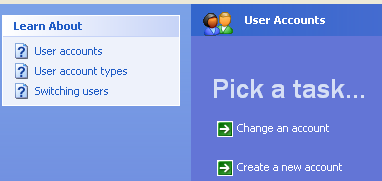 Learn About
User accounts
User account types
Switching users
User Accounts
Pick a task...
Change an account
Create a new account